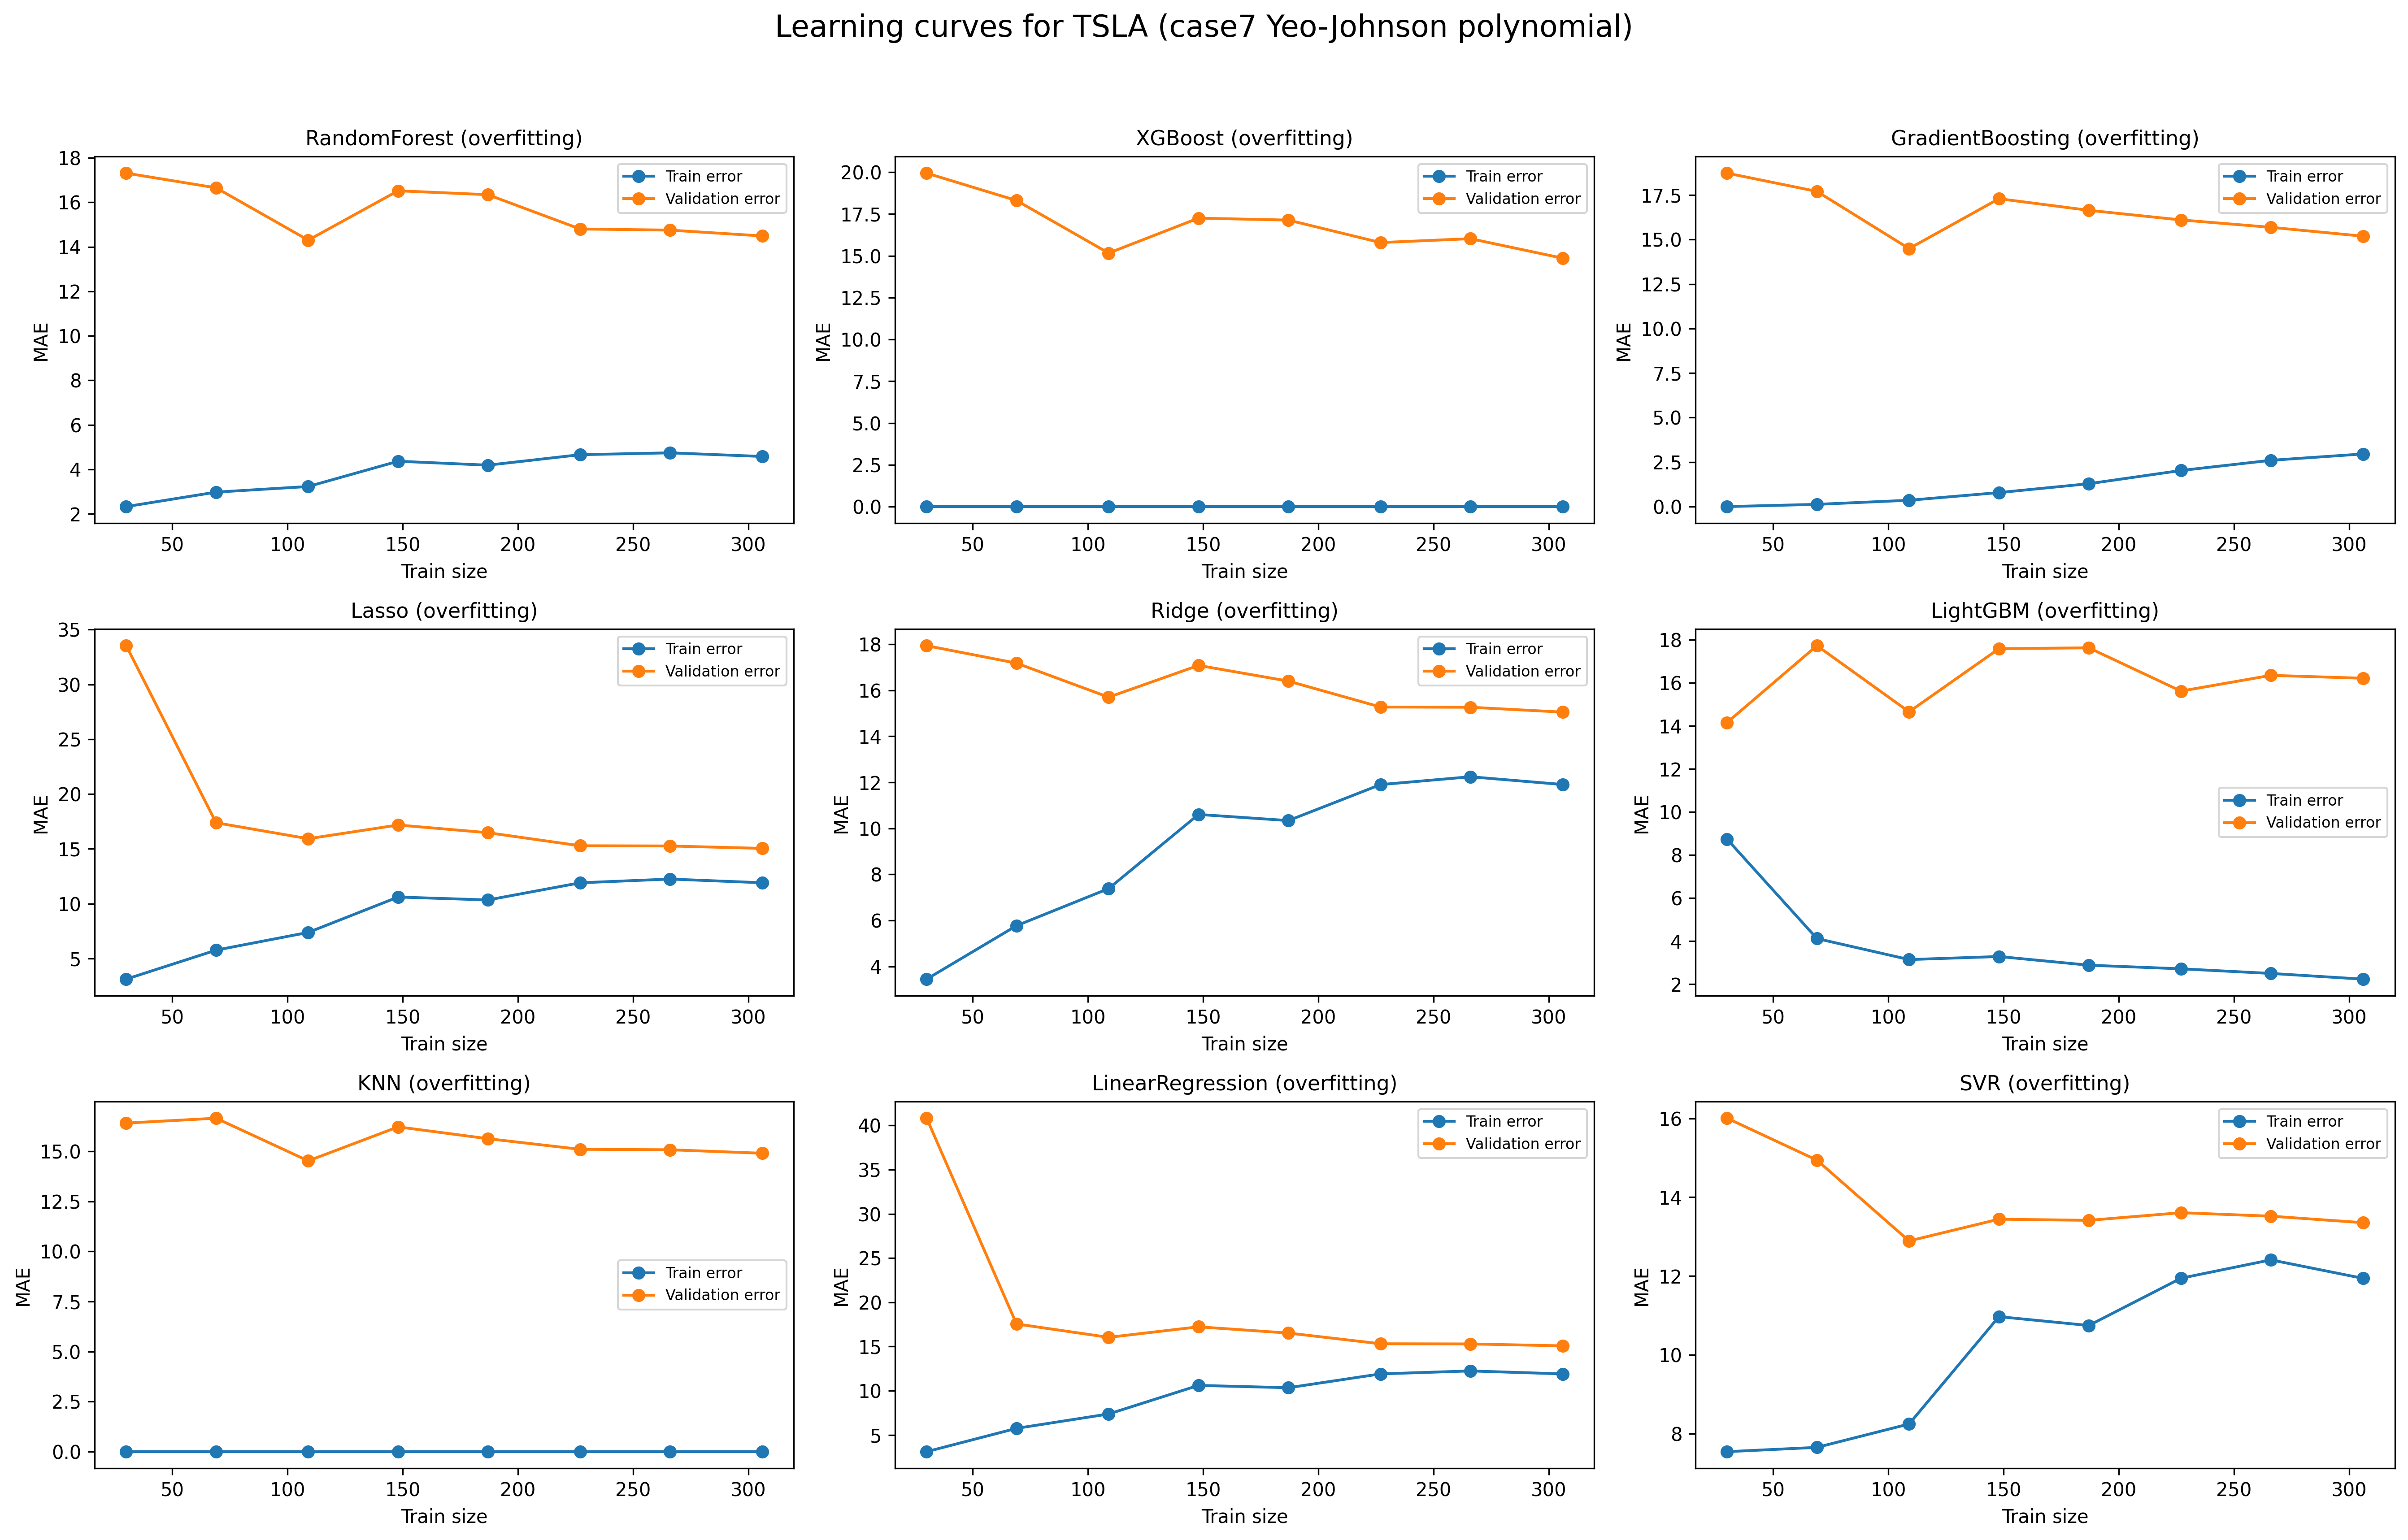 Learning curves for TSLA (case7 Yeo-Johnson polynomial)
RandomForest (overfitting)
18
16
14
12
10
8
6
4
2
MAE
50 100 150 200 250 300
Train size
Train error
Validation error
XGBoost (overfitting)
20.0
17.5
15.0
12.5
10.0
7.5
5.0
2.5
0.0
MAE
50 100 150 200 250 300
Train size
Train error
Validation error
GradientBoosting (overfitting)
17.5
15.0
12.5
10.0
7.5
5.0
2.5
0.0
MAE
50 100 150 200 250 300
Train size
Train error
Validation error
Lasso (overfitting)
35
30
25
20
15
10
5
MAE
50 100 150 200 250 300
Train size
Train error
Validation error
Ridge (overfitting)
18
16
14
12
10
8
6
4
MAE
50 100 150 200 250 300
Train size
Train error
Validation error
LightGBM (overfitting)
18
16
14
12
10
8
6
4
2
MAE
50 100 150 200 250 300
Train size
Train error
Validation error
KNN (overfitting)
15.0
12.5
10.0
7.5
5.0
2.5
0.0
MAE
50 100 150 200 250 300
Train size
Train error
Validation error
LinearRegression (overfitting)
40
35
30
25
20
15
10
5
MAE
50 100 150 200 250 300
Train size
Train error
Validation error
SVR (overfitting)
16
14
12
10
8
MAE
50 100 150 200 250 300
Train size
Train error
Validation error